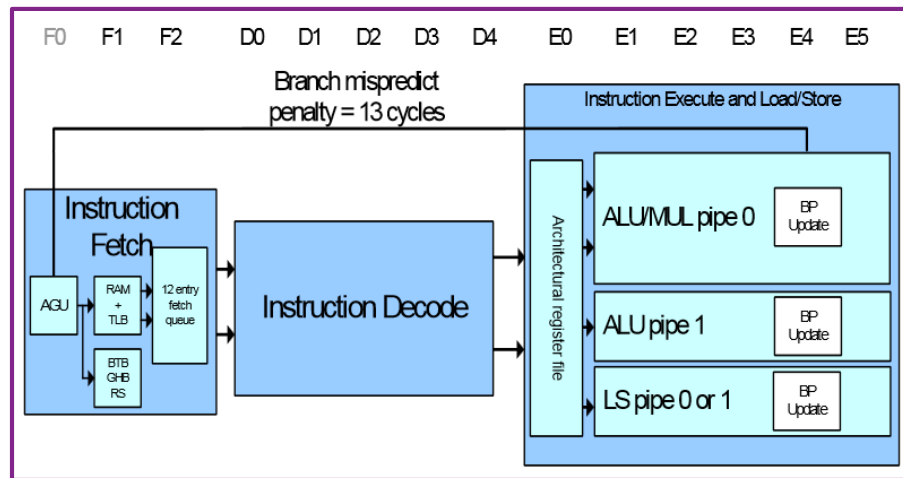 F0 F1 F2 D0 D1 D2 D3 D4 E0 E1 E2 E3 E4 E5
Branch mispredict
penalty = 13 cycles
Instruction Execute and Load/Store
Instruction
Fetch
AGU
RAM
+
TLB
12 entry
fetch
queue
BTB
GHB
RS
Instruction Decode
Architectural register file
ALU/MUL pipe 0
BP
Update
ALU pipe 1
BP
Update
LS pipe 0 or 1
BP
Update